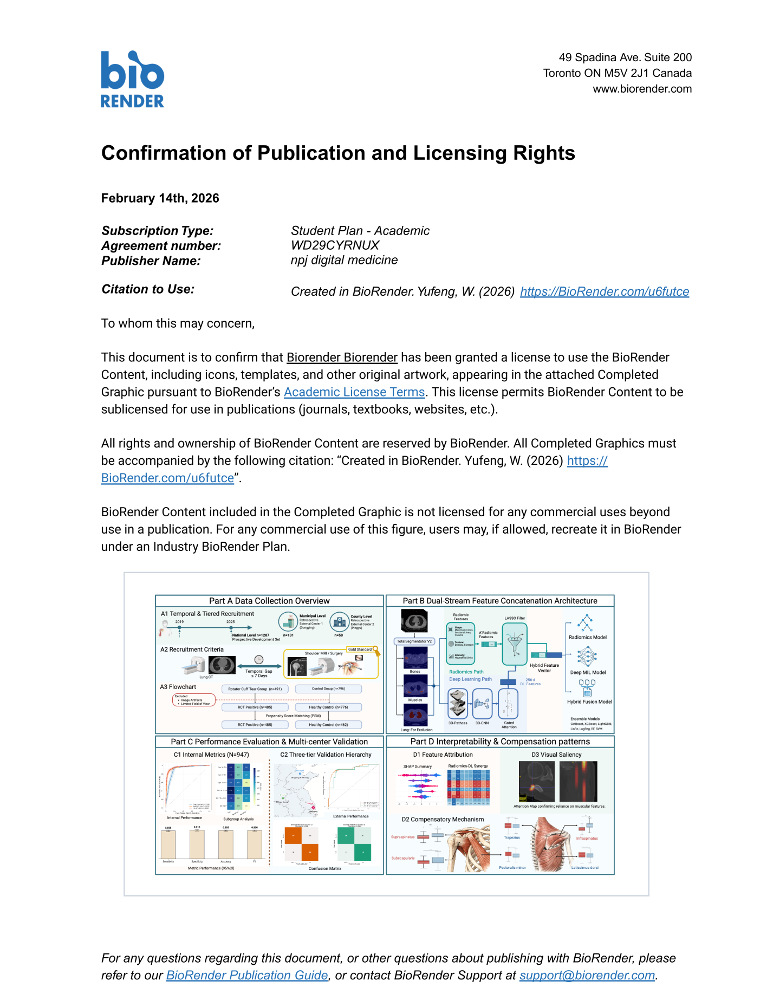 bio
RENDER
49 Spadina Ave. Suite 200
Toronto ON M5V 2J1 Canada
www.biorender.com
Confirmation of Publication and Licensing Rights
February 14th, 2026
Subscription Type: Student Plan - Academic
Agreement number: WD29CYRNUX
Publisher Name: npj digital medicine
Citation to Use: Created in BioRender. Yufeng, W. (2026) https://BioRender.com/u6futce
To whom this may concern,
This document is to confirm that Biorender Biorender has been granted a license to use the BioRender
Content, including icons, templates, and other original artwork, appearing in the attached Completed
Graphic pursuant to BioRender’s Academic License Terms. This license permits BioRender Content to be
sublicensed for use in publications (journals, textbooks, websites, etc.).
All rights and ownership of BioRender Content are reserved by BioRender. All Completed Graphics must
be accompanied by the following citation: “Created in BioRender. Yufeng, W. (2026) https://
BioRender.com/u6futce”.
BioRender Content included in the Completed Graphic is not licensed for any commercial uses beyond
use in a publication. For any commercial use of this figure, users may, if allowed, recreate it in BioRender
under an Industry BioRender Plan.
Part A Data Collection Overview
A1 Temporal & Tiered Recruitment
2019
2025
National Level n=1287
Prospective Development Set
Municipal Level
Retrospective
External Center 1
(Dongying)
n=131
County Level
Retrospective
External Center 2
(Pingyu)
n=50
A2 Recruitment Criteria
Lung CT
Temporal Gap
≤ 7 Days
Gold Standard
Shoulder MRI / Surgery
A3 Flowchart
Excluded
Image Artifacts
Limited Field of View
Rotator Cuff Tear Group (n=491)
Control Group (n=796)
RCT Positive (n=485)
Healthy Control (n=776)
Propensity Score Matching (PSM)
RCT Positive (n=485)
Healthy Control (n=462)
Part B Dual-Stream Feature Concatenation Architecture
TotalSegmentator V2
Bones
Muscles
Lung: For Exclusion
Radiomic
Features
Shape:
Maximum Cross-
Sectional Area,
Volume
Texture:
Entropy, Contrast
Intensity:
Hounsfield Units
K Radiomic
Features
LASSO Filter
Radiomics Path
Deep Learning Path
3D-Pathces
3D-CNN
Gated
Attention
256-d
DL Features
Hybrid Feature
Vector
Radiomics Model
Deep MIL Model
Hybrid Fusion Model
Ensemble Models
CatBoost, XGBoost, LightGBM,
LinRe, LogReg, RF, SVM
Part C Performance Evaluation & Multi-center Validation
C1 Internal Metrics (N=947)
Internal Performance
Subgroup Analysis
0.895
0.916
0.905
0.906
Sensitivity
Specificity
Accuracy
F1
Metric Performance (95%CI)
C2 Three-tier Validation Hierarchy
External Performance
Confusion Matrix
Part D Interpretability & Compensation patterns
D1 Feature Attribution
SHAP Summary
Radiomics-DL Synergy
D3 Visual Saliency
Attention Map confirming reliance on muscular features.
D2 Compensatory Mechanism
Supraspinatus
Subscapularis
Trapezius
Pectoralis minor
Infraspinatus
Latissimus dorsi
For any questions regarding this document, or other questions about publishing with BioRender, please
refer to our BioRender Publication Guide, or contact BioRender Support at support@biorender.com.